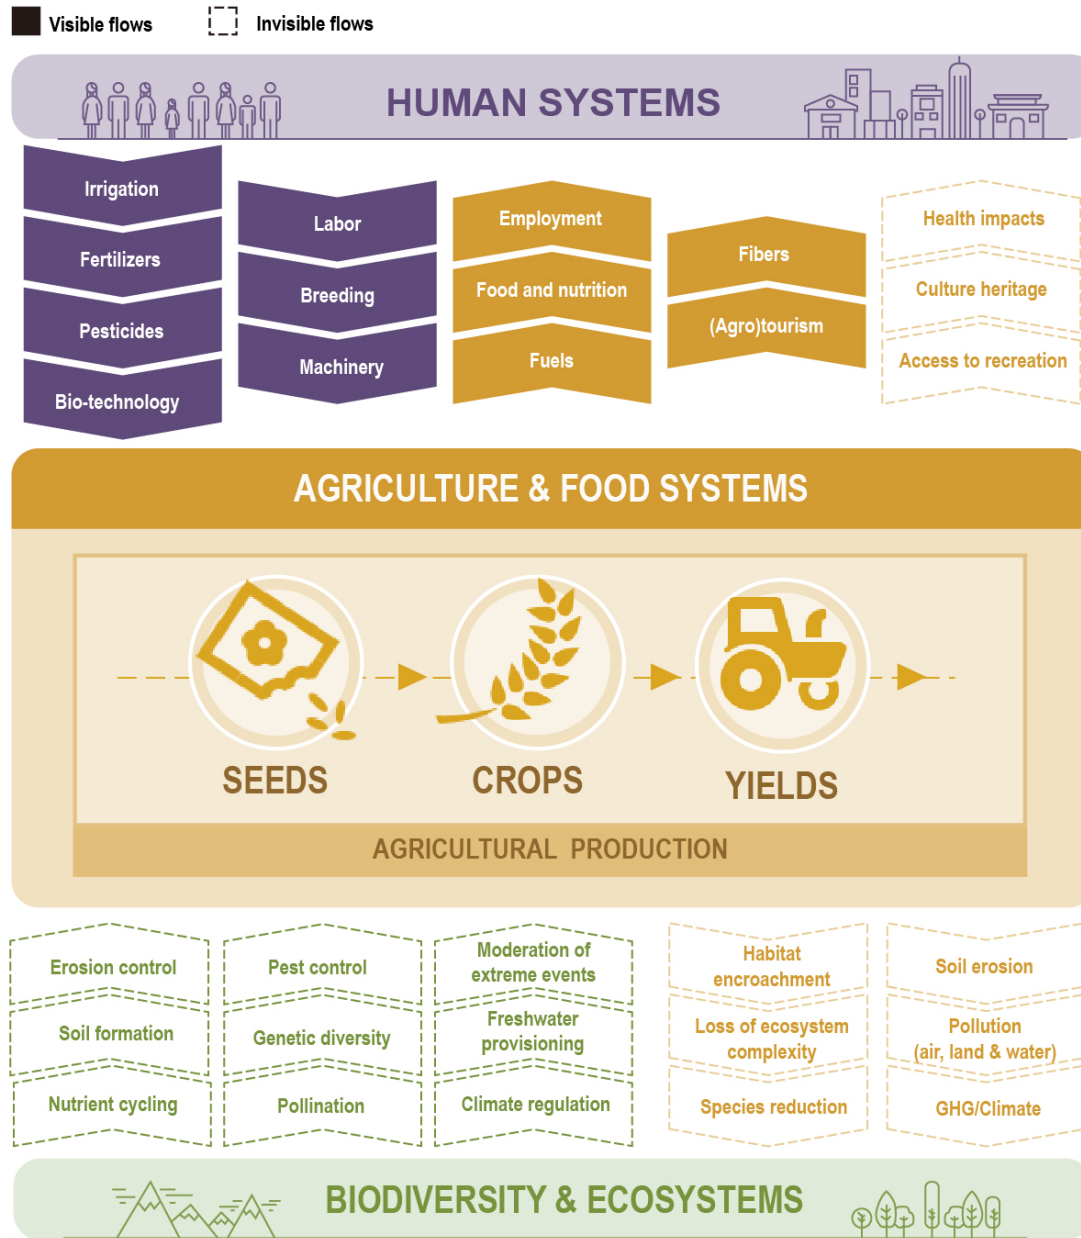 Visible flows
Invisible flows
HUMAN SYSTEMS
Irrigation
Fertilizers
Pesticides
Bio-technology
Labor
Breeding
Machinery
Employment
Food and nutrition
Fuels
Fibers
(Agro)tourism
Health impacts
Culture heritage
Access to recreation
AGRICULTURE & FOOD SYSTEMS
SEEDS
CROPS
YIELDS
AGRICULTURAL PRODUCTION
Erosion control
Soil formation
Nutrient cycling
Pest control
Genetic diversity
Pollination
Moderation of
extreme events
Freshwater
provisioning
Climate regulation
Habitat
encroachment
Loss of ecosystem
complexity
Species reduction
Soil erosion
Pollution
(air, land & water)
GHG/Climate
BIODIVERSITY & ECOSYSTEMS